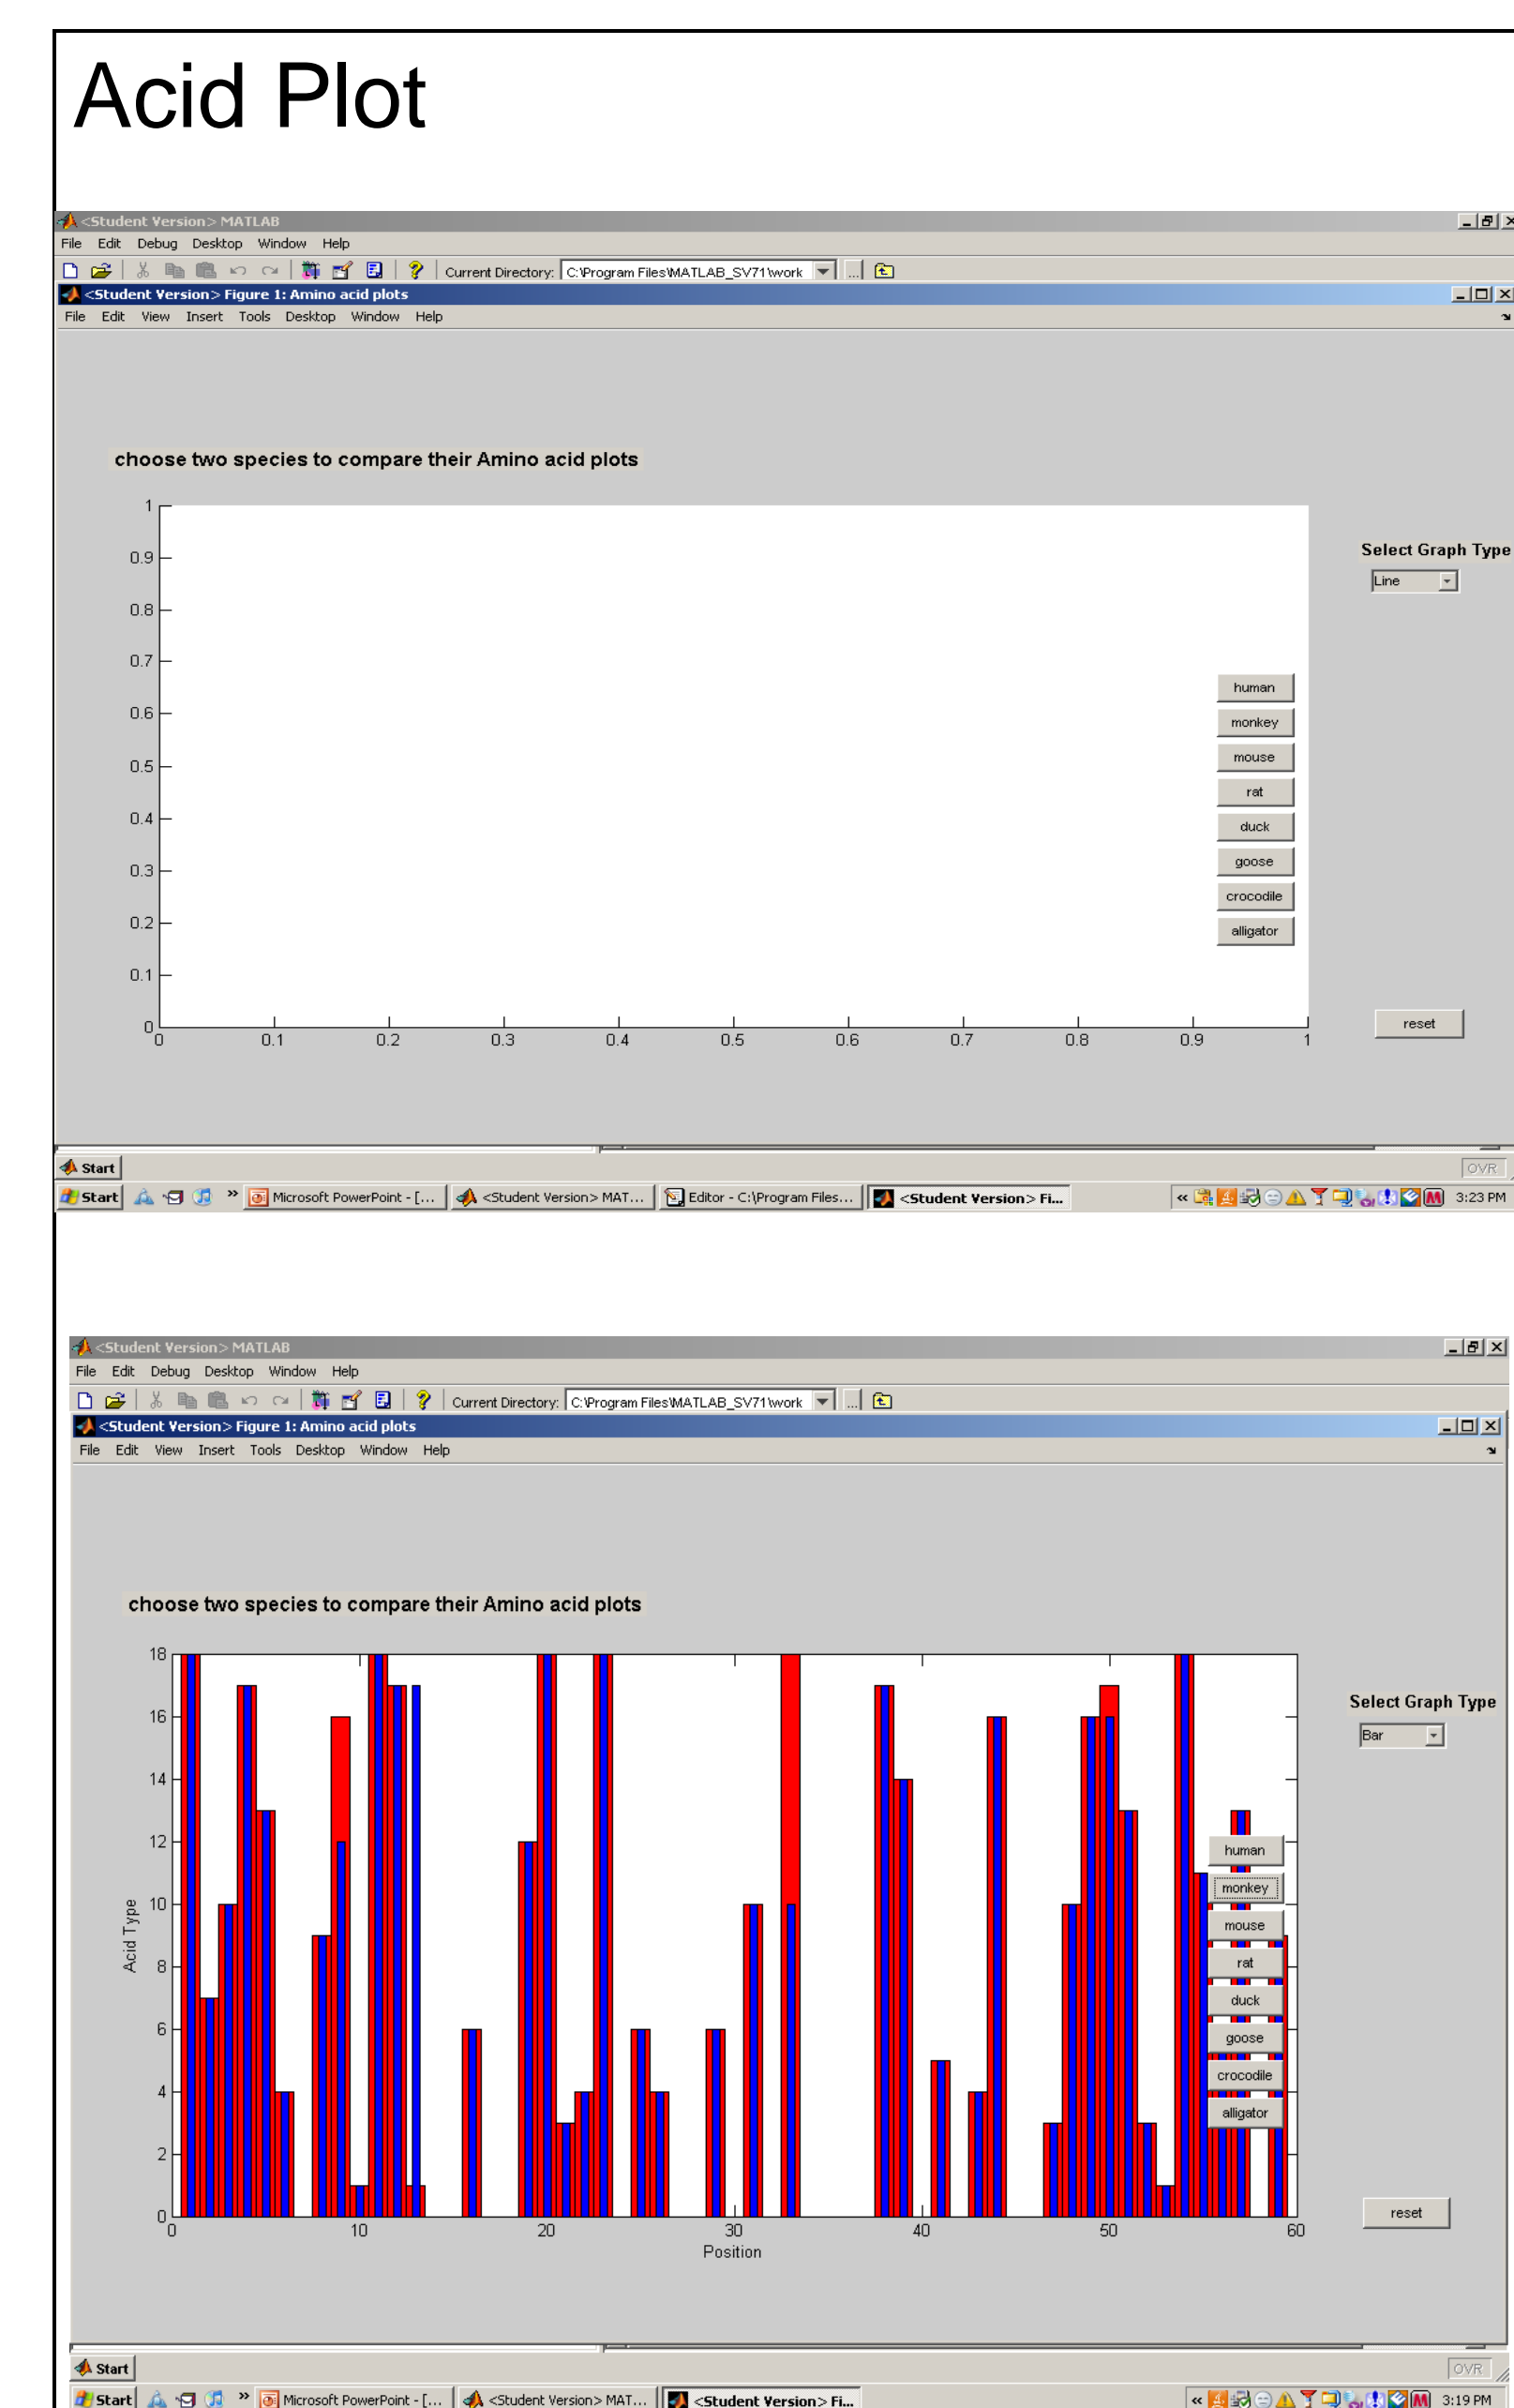 Acid Plot
<Student Version> MATLAB
File Edit Debug Desktop Window Help
Current Directory: C:\Program Files\MATLAB_SV71\work ...
<Student Version> Figure 1: Amino acid plots
File Edit View Insert Tools Desktop Window Help
choose two species to compare their Amino acid plots
1
0.9
0.8
0.7
0.6
0.5
0.4
0.3
0.2
0.1
0
0 0.1 0.2 0.3 0.4 0.5 0.6 0.7 0.8 0.9 1
Select Graph Type
Line
human
monkey
mouse
rat
duck
goose
crocodile
alligator
reset
Start
OVR
Start » Microsoft PowerPoint - [... <Student Version> MAT... Editor - C:\Program Files... <Student Version> Fi... « 3:23 PM
<Student Version> MATLAB
File Edit Debug Desktop Window Help
Current Directory: C:\Program Files\MATLAB_SV71\work ...
<Student Version> Figure 1: Amino acid plots
File Edit View Insert Tools Desktop Window Help
choose two species to compare their Amino acid plots
18
16
14
12
10
8
6
4
2
0
Acid Type
0 10 20 30 40 50 60
Position
Select Graph Type
Bar
human
monkey
mouse
rat
duck
goose
crocodile
alligator
reset
Start
OVR
Start » Microsoft PowerPoint - [... <Student Version> MAT... <Student Version> Fi... « 3:19 PM